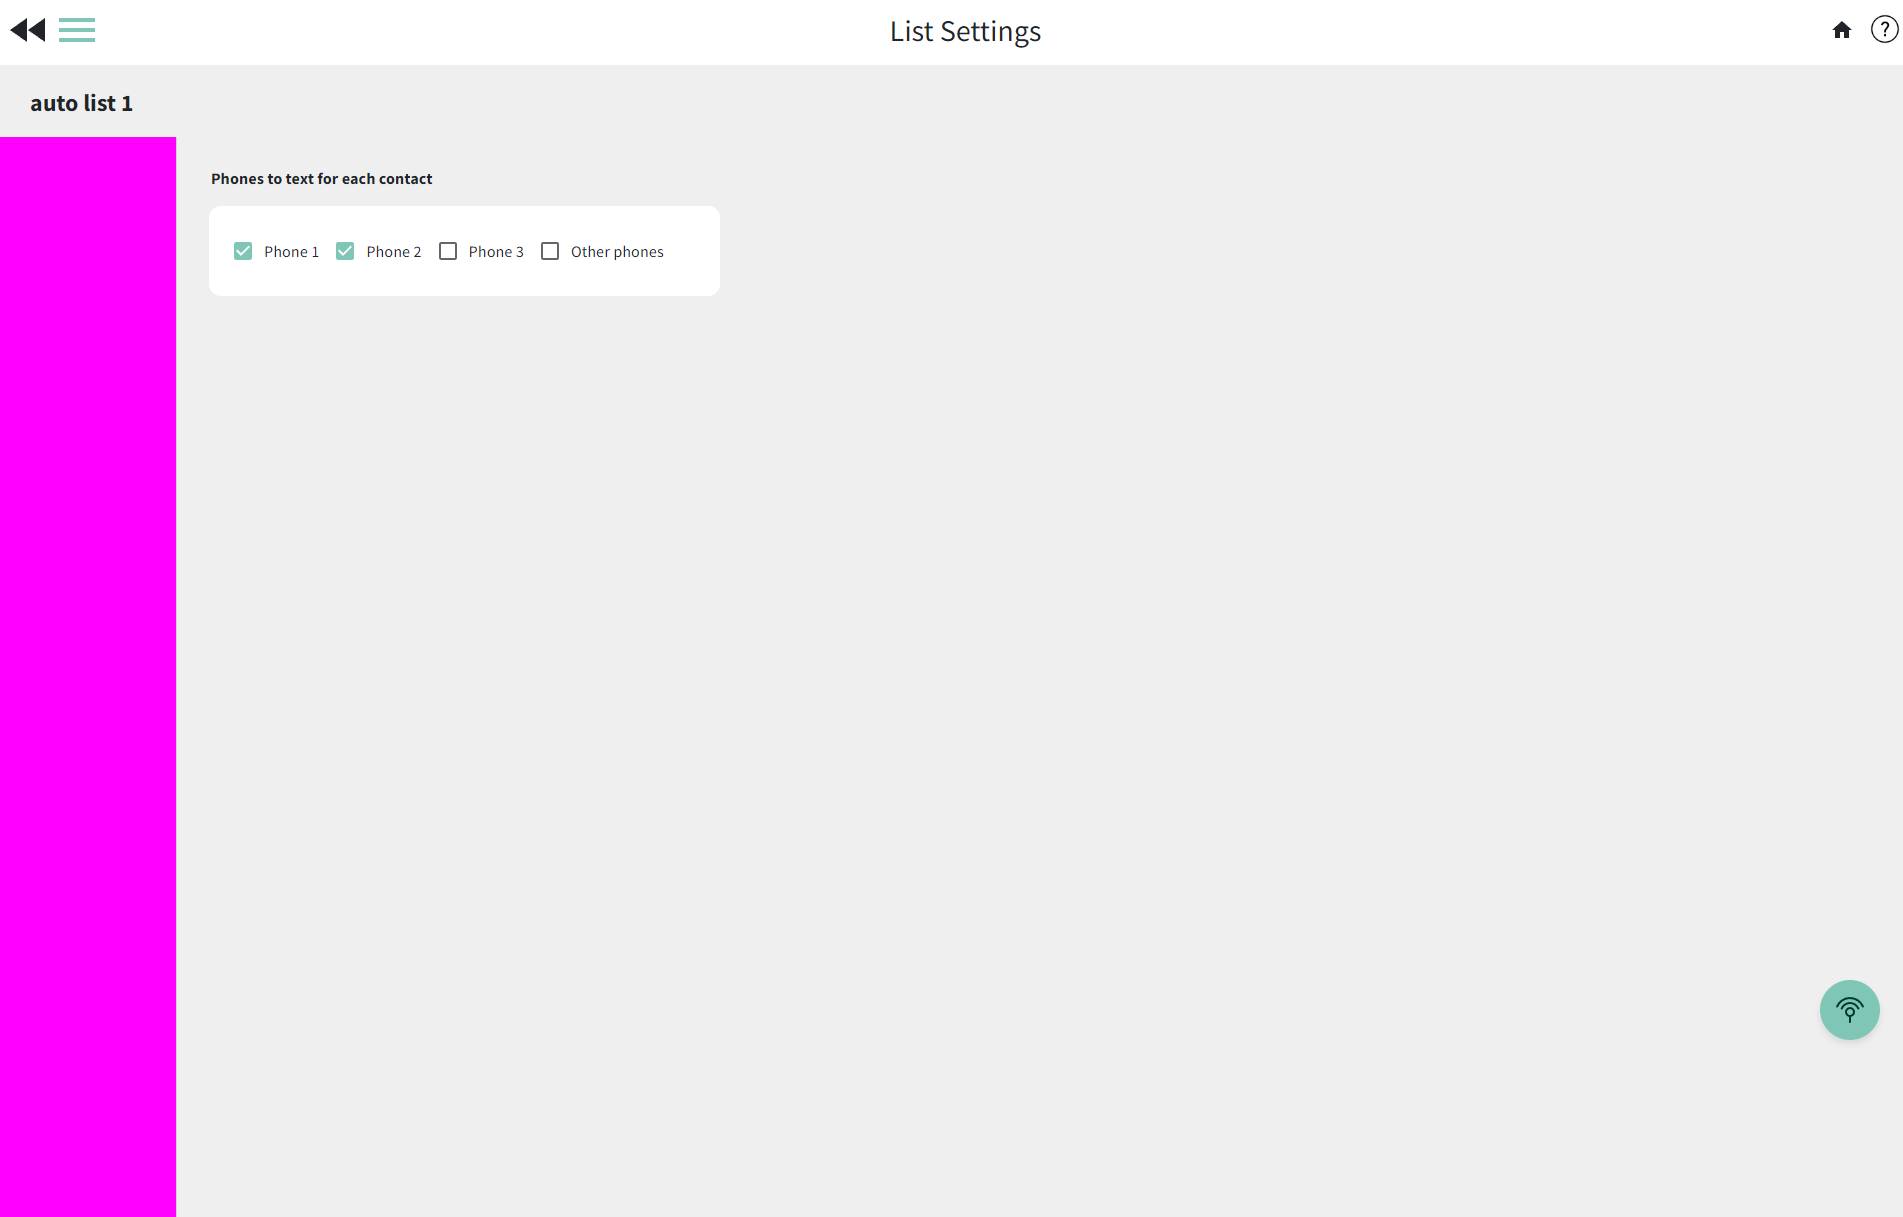 List Settings
?
auto list 1
Phones to text for each contact
Phone 1 Phone 2 Phone 3 Other phones